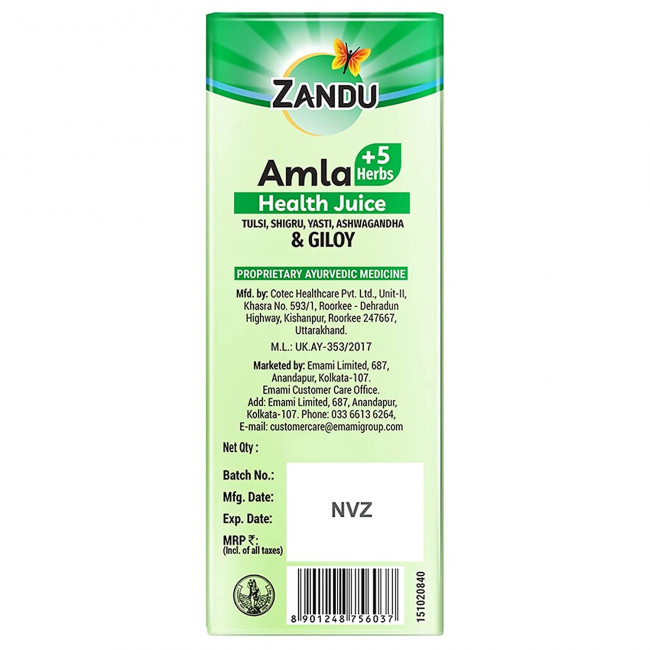 ZANDU
Amla +5 Herbs
Health Juice
TULSI, SHIGRU, YASTI, ASHWAGANDHA
& GILOY
PROPRIETARY AYURVEDIC MEDICINE
Mfd. by: Cotec Healthcare Pvt. Ltd., Unit-II,
Khasra No. 593/1, Roorkee - Dehradun
Highway, Kishanpur, Roorkee 247667,
Uttarakhand.
M.L.: UK.AY-353/2017
Marketed by: Emami Limited, 687,
Anandapur, Kolkata-107.
Emami Customer Care Office.
Add: Emami Limited, 687, Anandapur,
Kolkata-107. Phone: 033 6613 6264,
E-mail: customercare@emamigroup.com
Net Qty :
Batch No.:
Mfg. Date:
Exp. Date:
MRP ₹:
(Incl. of all taxes)
NVZ
8 901248 756037
151020840